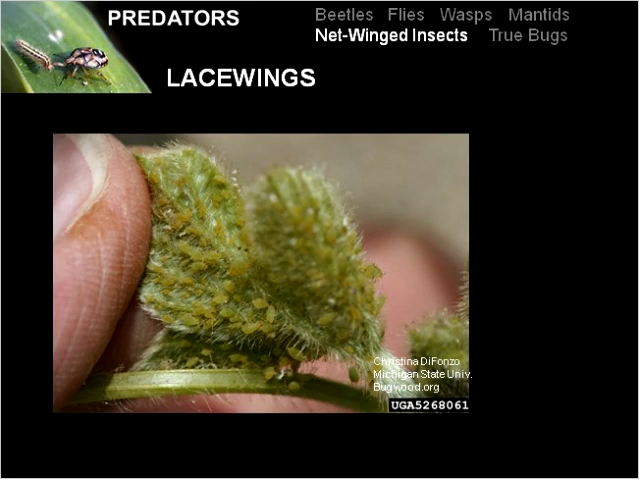 PREDATORS
Beetles Flies Wasps Mantids
Net-Winged Insects True Bugs
LACEWINGS
Christina DiFonzo
Michigan State Univ.
Bugwood.org
UGA5268061